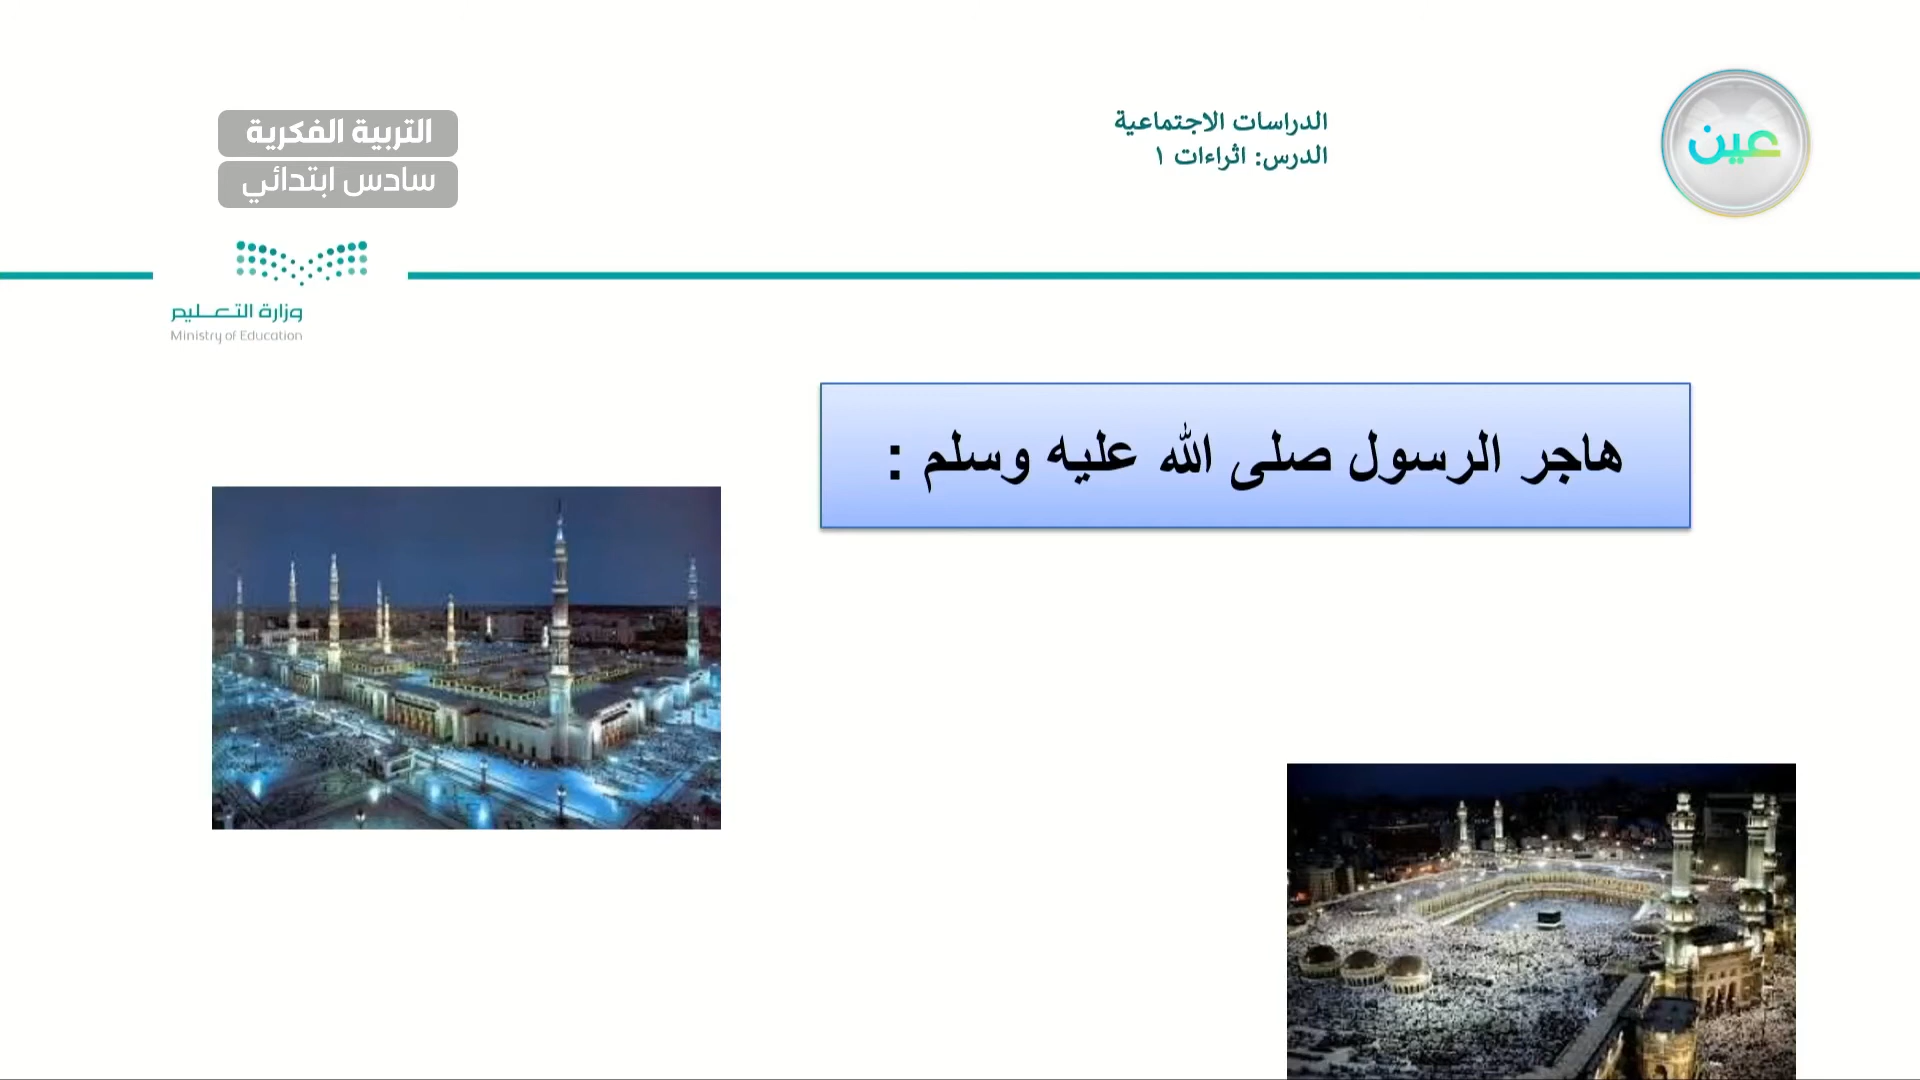 عين
الدراسات الاجتماعية
الدرس: اثراءات ١
التربية الفكرية
سادس ابتدائي
وزارة التعليم
Ministry of Education
هاجر الرسول صلى الله عليه وسلم :